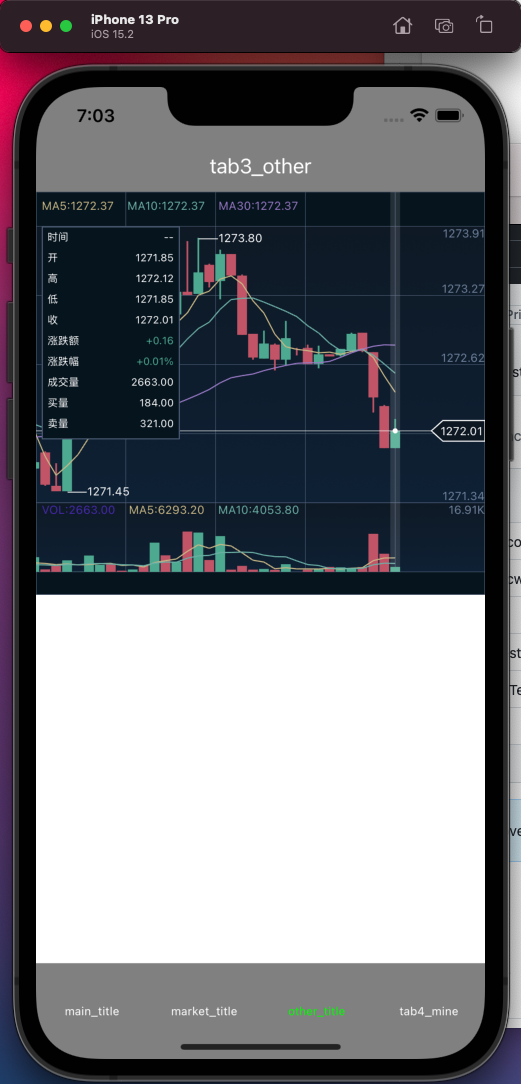 iPhone 13 Pro
iOS 15.2
7:03
tab3_other
MA5:1272.37 MA10:1272.37 MA30:1272.37
时间 --
开 1271.85
高 1272.12
低 1271.85
收 1272.01
涨跌额 +0.16
涨跌幅 +0.01%
成交量 2663.00
买量 184.00
卖量 321.00
1273.80
1273.91
1273.27
1272.62
1272.01
1271.45
1271.34
VOL:2663.00 MA5:6293.20 MA10:4053.80 16.91K
main_title market_title other_title tab4_mine